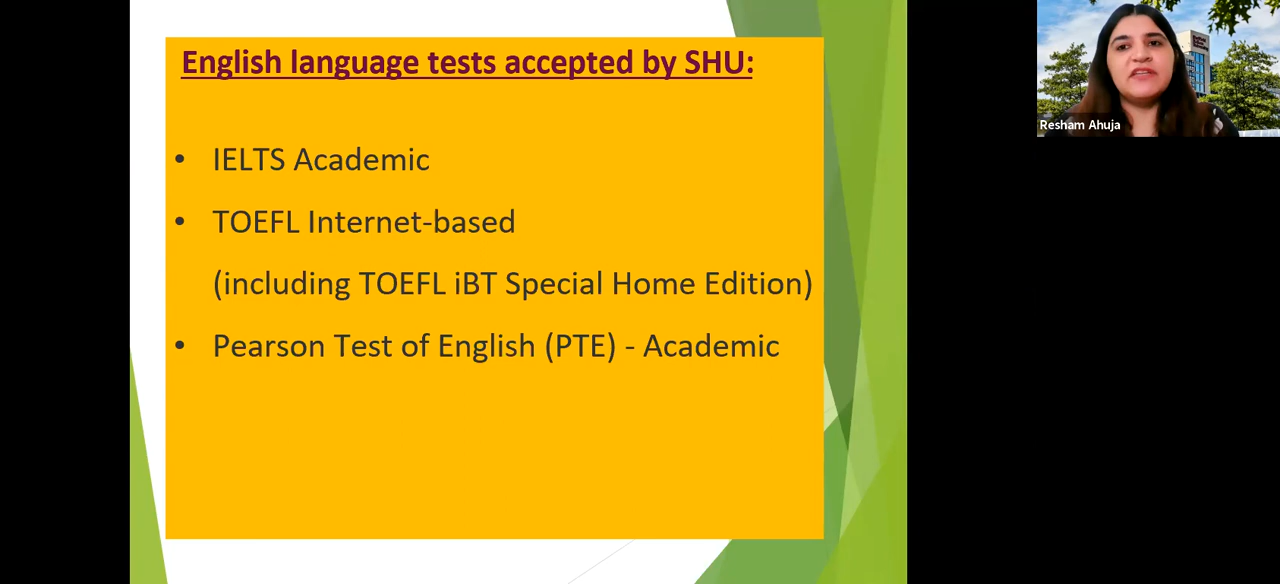 English language tests accepted by SHU:
• IELTS Academic
• TOEFL Internet-based
(including TOEFL iBT Special Home Edition)
• Pearson Test of English (PTE) - Academic
Resham Ahuja